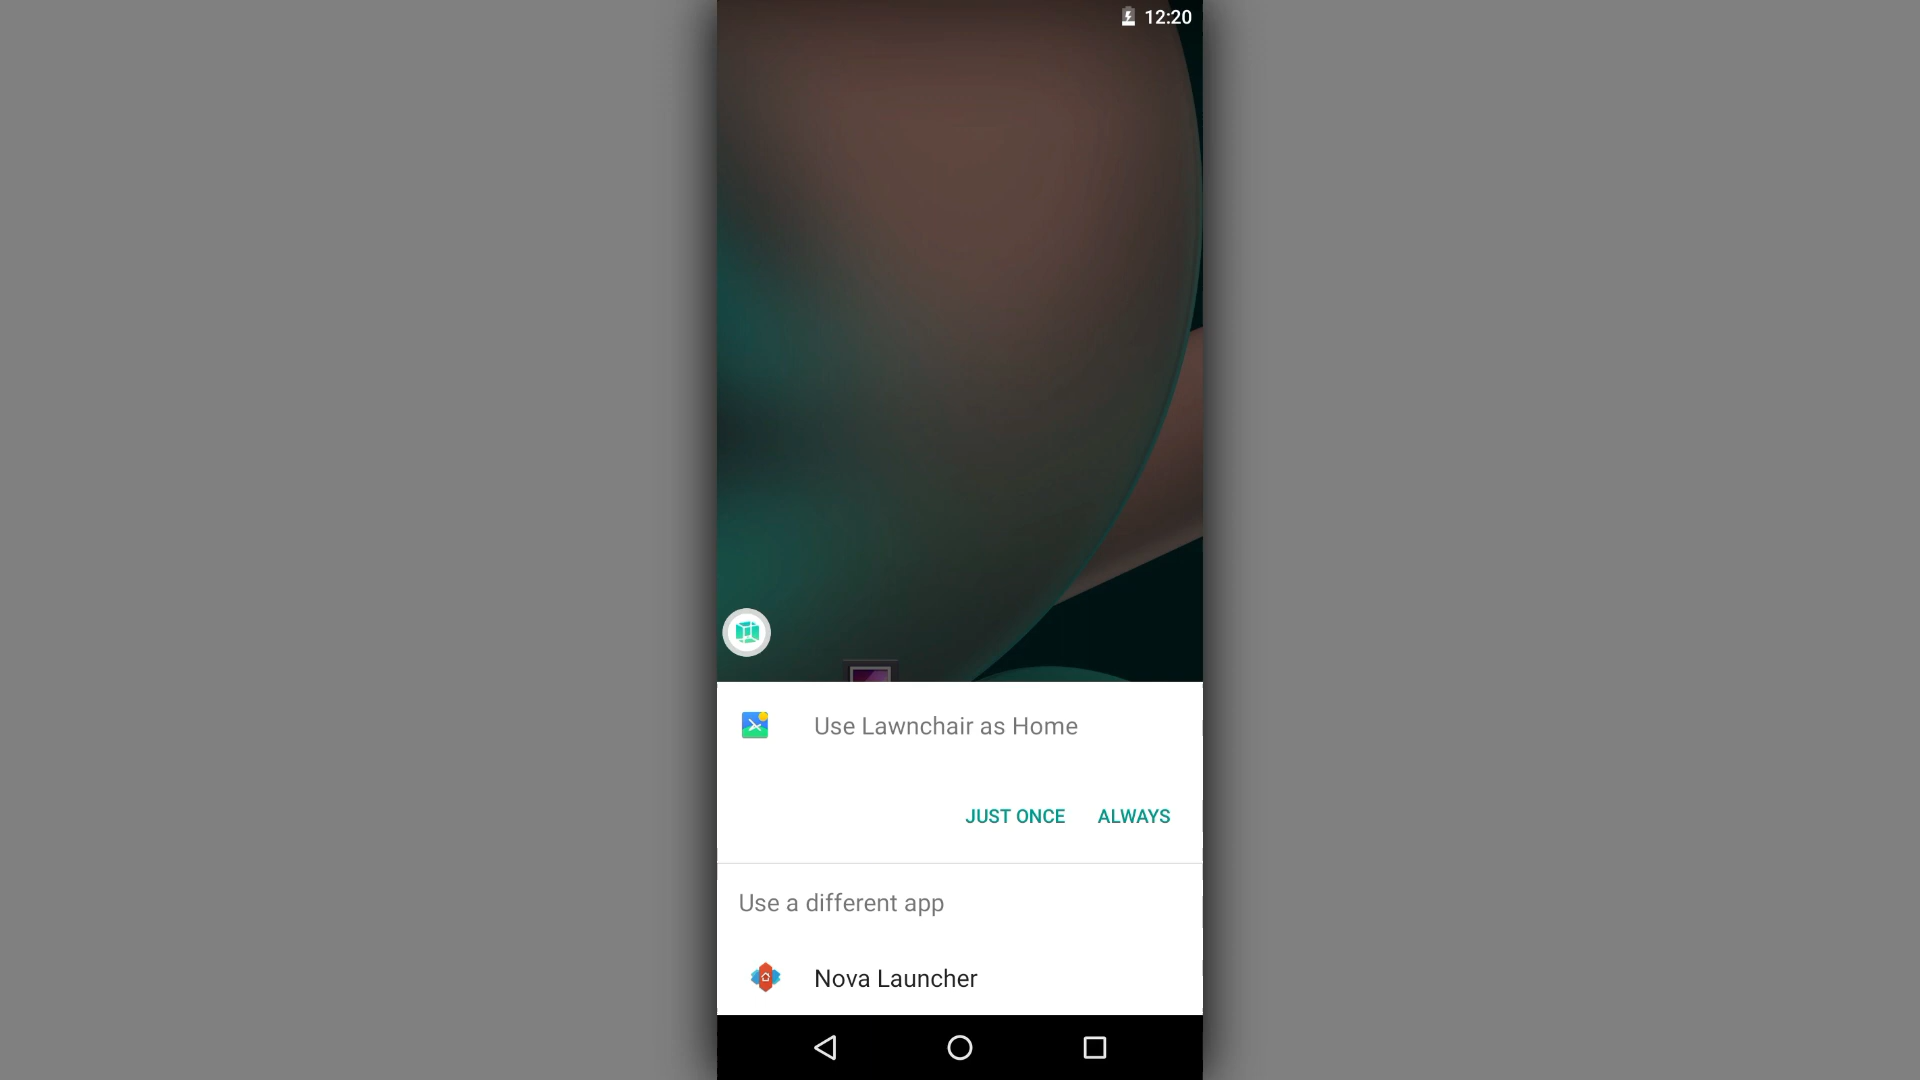 12:20
Use Lawnchair as Home
JUST ONCE ALWAYS
Use a different app
Nova Launcher